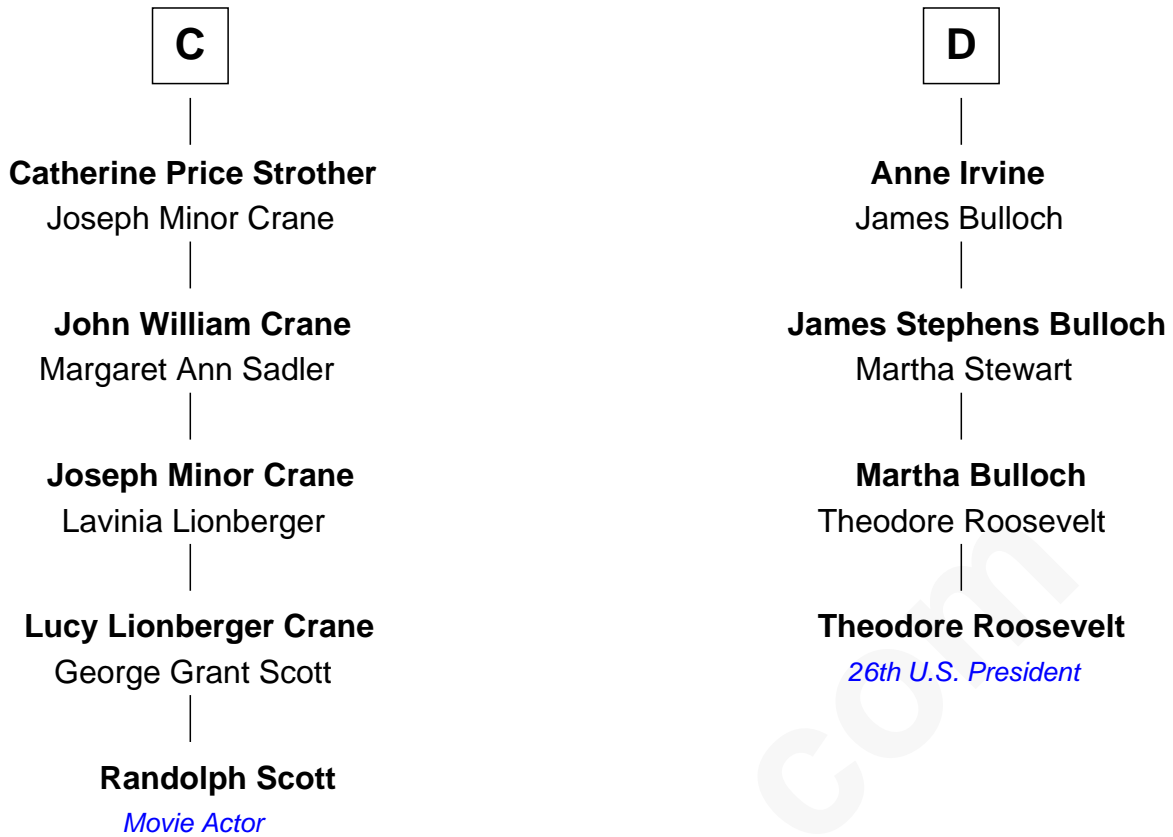 C
Catherine Price Strother
Joseph Minor Crane
John William Crane
Margaret Ann Sadler
Joseph Minor Crane
Lavinia Lionberger
Lucy Lionberger Crane
George Grant Scott
Randolph Scott
Movie Actor
D
Anne Irvine
James Bulloch
James Stephens Bulloch
Martha Stewart
Martha Bulloch
Theodore Roosevelt
Theodore Roosevelt
26th U.S. President
com